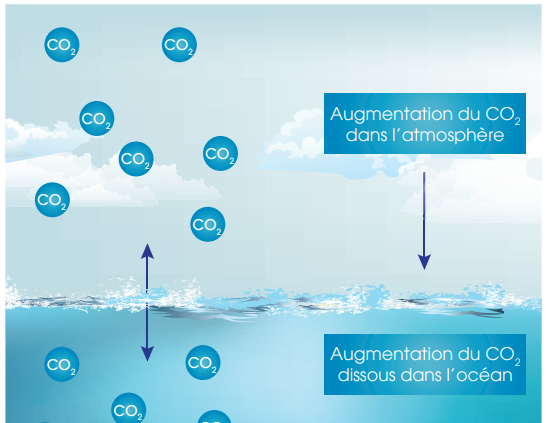 CO₂
CO₂
CO₂
CO₂
CO₂
CO₂
CO₂
Augmentation du CO₂
dans l'atmosphère
CO₂
CO₂
CO₂
CO₂
Augmentation du CO₂
dissous dans l'océan